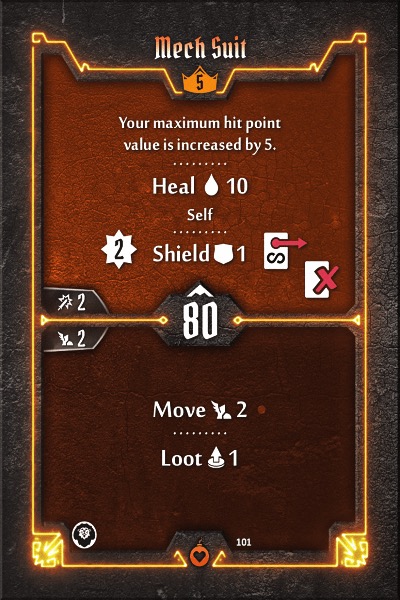 Mech Suit
5
Your maximum hit point
value is increased by 5.
Heal 10
Self
2 Shield 1 S
2
80
2
Move 2
Loot 1
101